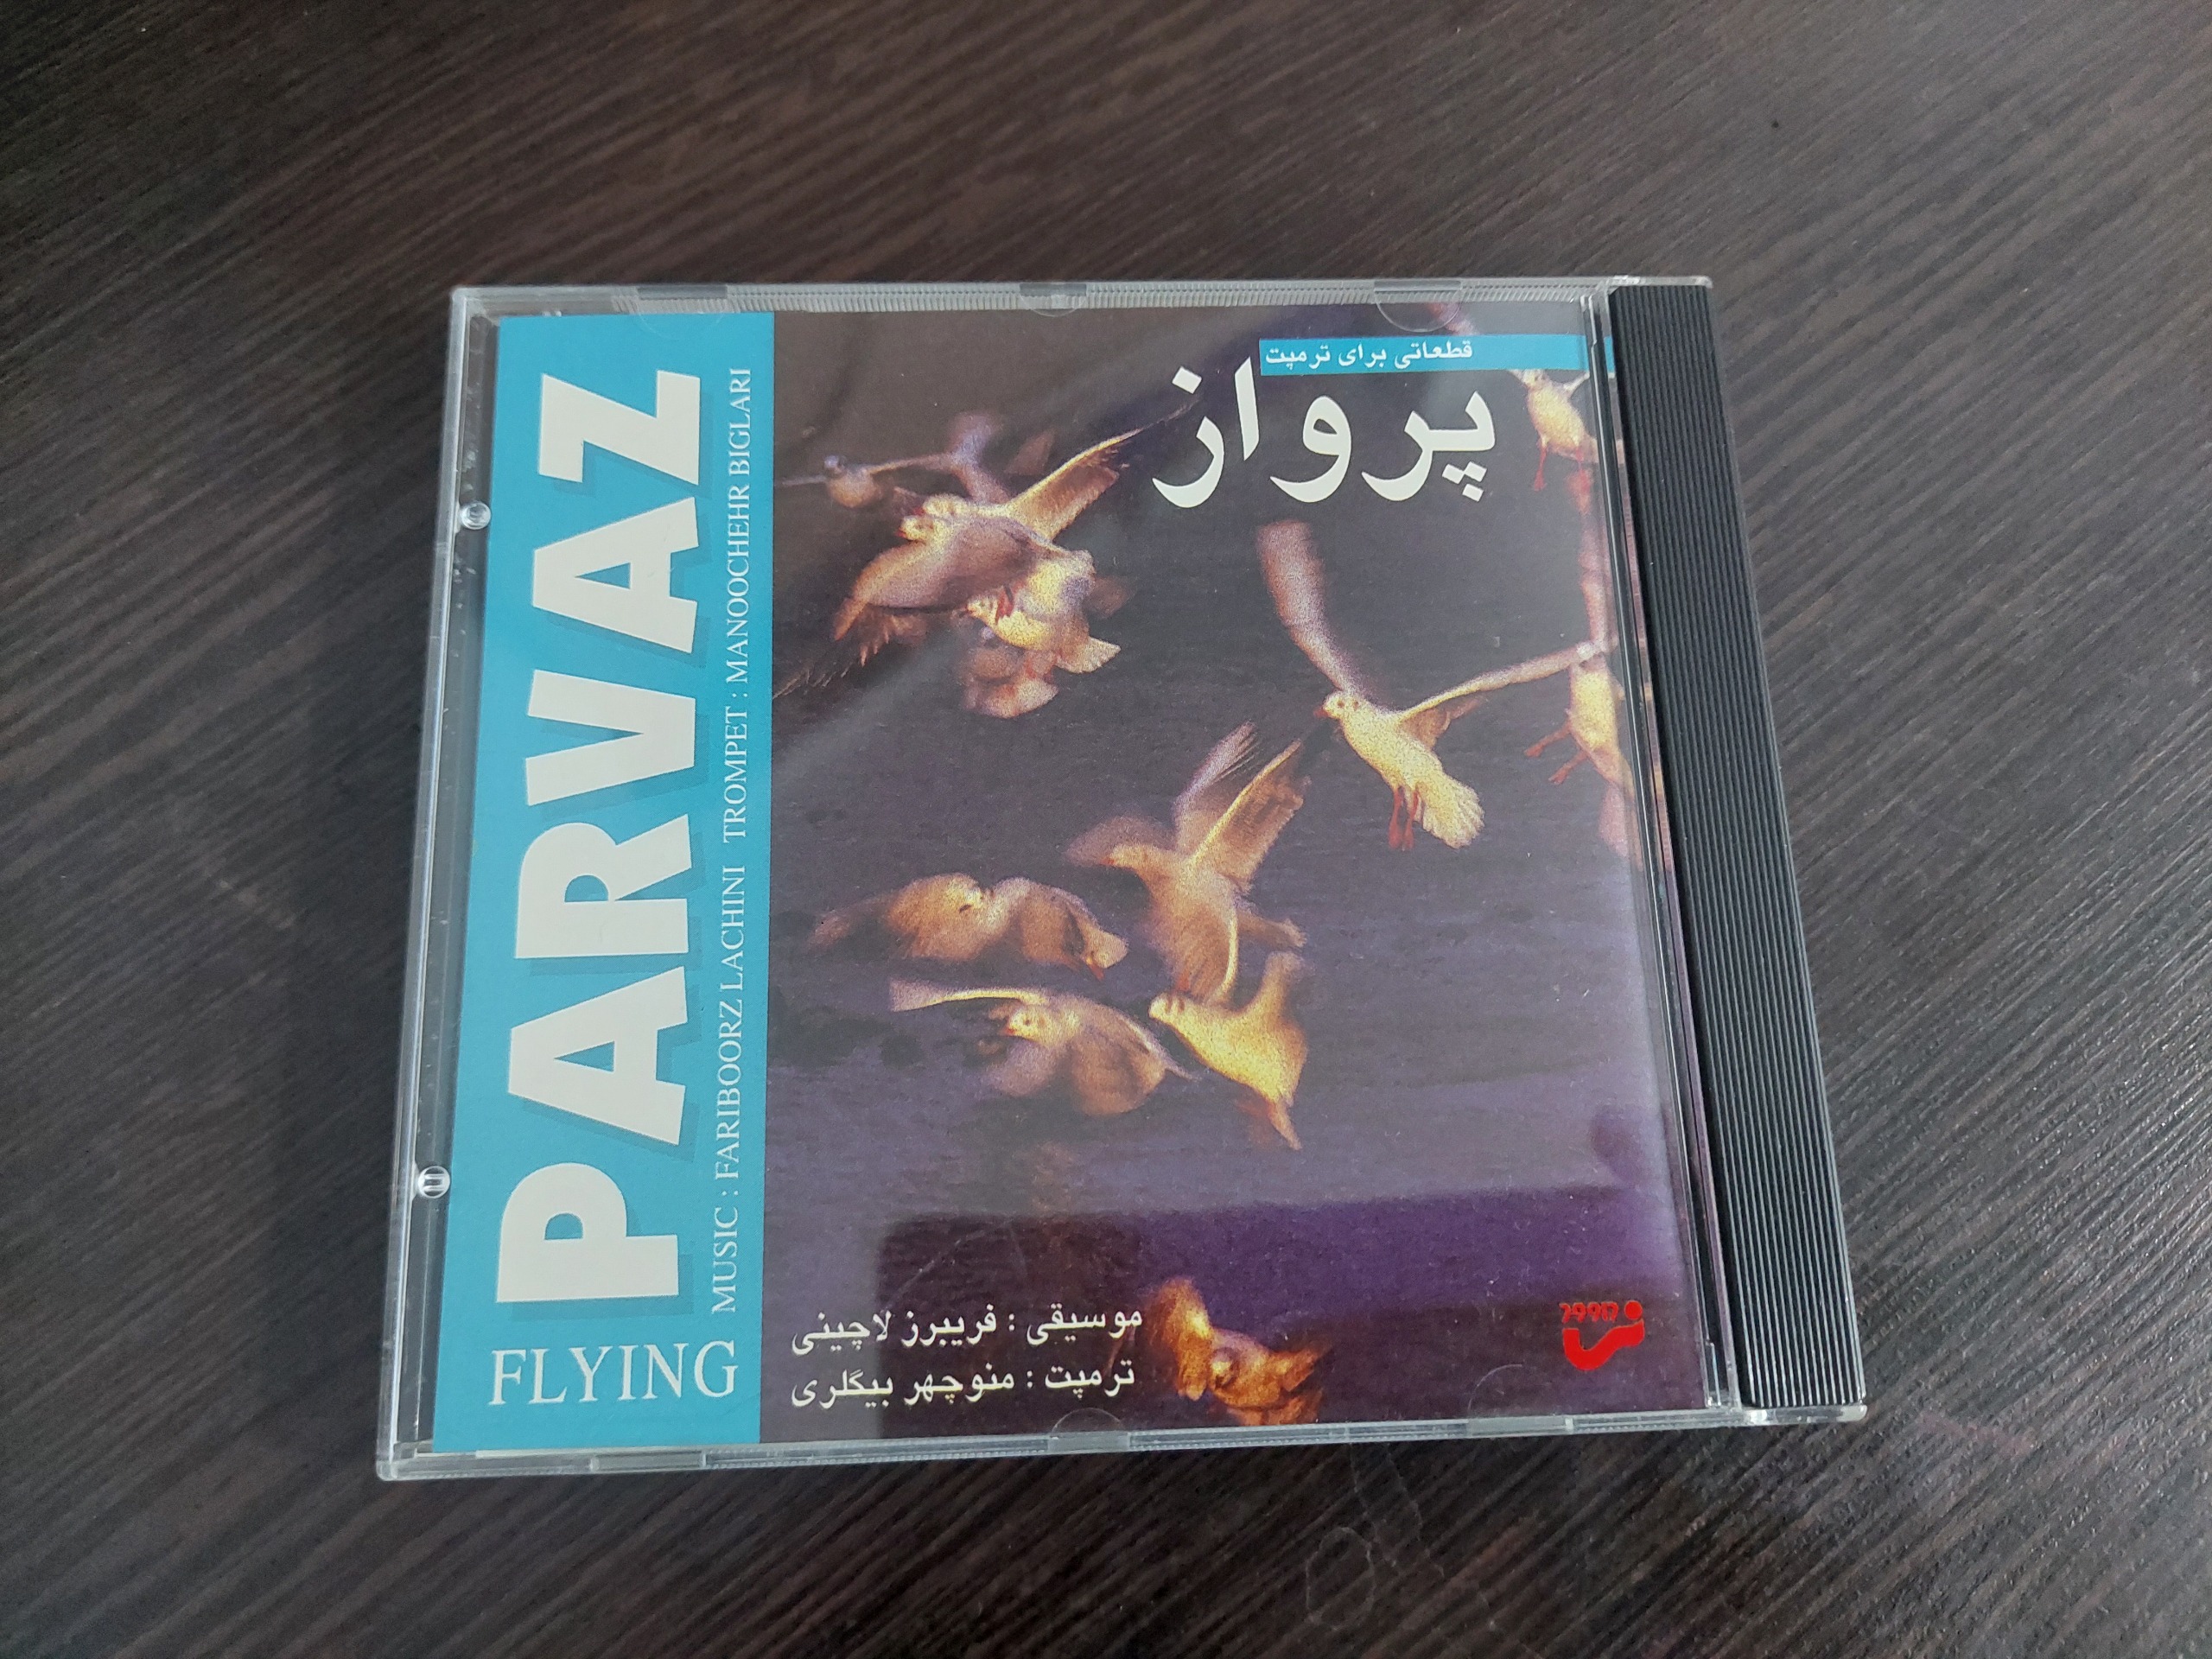 PARVAZ
MUSIC : FARIBOORZ LACHINI TROMPET : MANOOCHEHR BIGLARI
FLYING
قطعاتی برای ترمپت
پرواز
موسیقی : فریبرز لاچینی
ترمپت : منوچهر بیگلری